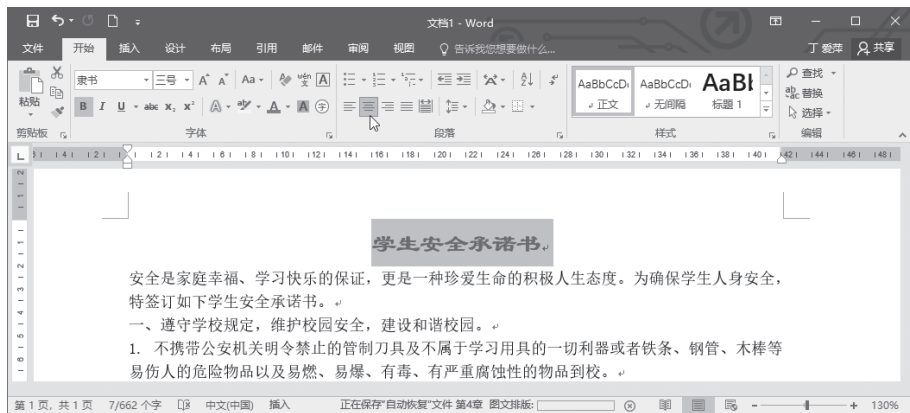 文档1 - Word
文件 开始 插入 设计 布局 引用 邮件 审阅 视图 告诉我您想要做什么... 丁爱萍 共享
隶书 三号 A A Aa wén 文 A
查找
AaBbCcDı AaBbCcDı AaBł
替换
粘贴 B I U abc X₂ X² A aby A A 字
正文 无间隔 标题 1
选择
剪贴板 字体 段落 样式 编辑
学生安全承诺书
安全是家庭幸福、学习快乐的保证，更是一种珍爱生命的积极人生态度。为确保学生人身安全，
特签订如下学生安全承诺书。
一、遵守学校规定，维护校园安全，建设和谐校园。
1. 不携带公安机关明令禁止的管制刀具及不属于学习用具的一切利器或者铁条、钢管、木棒等
易伤人的危险物品以及易燃、易爆、有毒、有严重腐蚀性的物品到校。
第1页，共1页 7/662 个字 中文(中国) 插入 正在保存"自动恢复"文件 第4章 图文排版: 130%